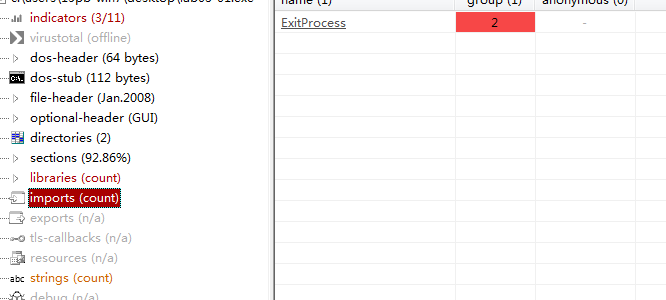 indicators (3/11)
virustotal (offline)
dos-header (64 bytes)
dos-stub (112 bytes)
file-header (Jan.2008)
optional-header (GUI)
directories (2)
sections (92.86%)
libraries (count)
imports (count)
exports (n/a)
tls-callbacks (n/a)
resources (n/a)
abc strings (count)
debug (n/a)
name (1) group (1) anonymous (0)
ExitProcess 2 -